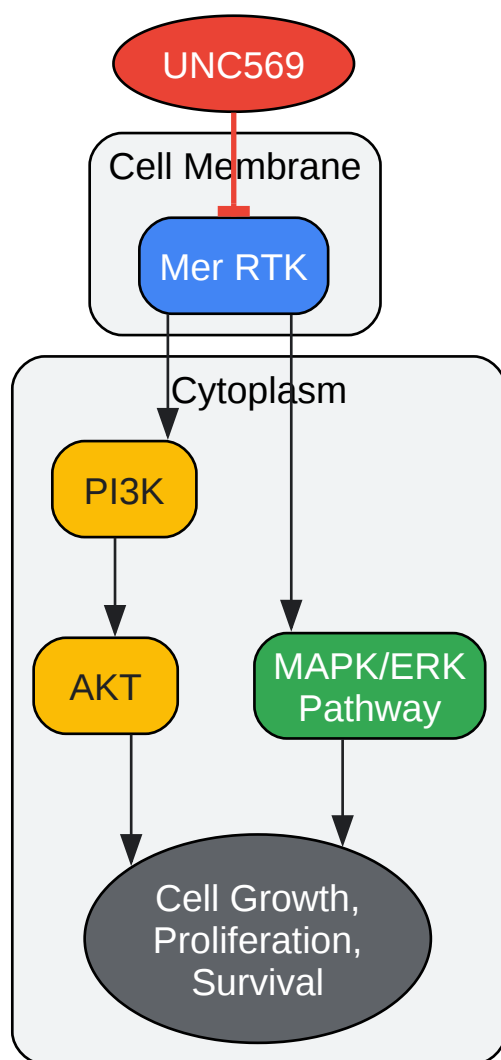 UNC569
Cell Membrane
Mer RTK
Cytoplasm
PI3K
AKT
MAPK/ERK
Pathway
Cell Growth,
Proliferation,
Survival